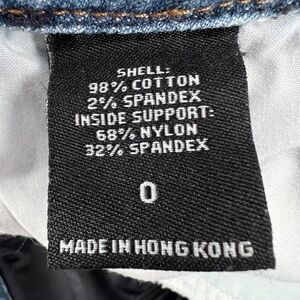 SHELL:
98% COTTON
2% SPANDEX
INSIDE SUPPORT:
68% NYLON
32% SPANDEX
0
MADE IN HONG KONG